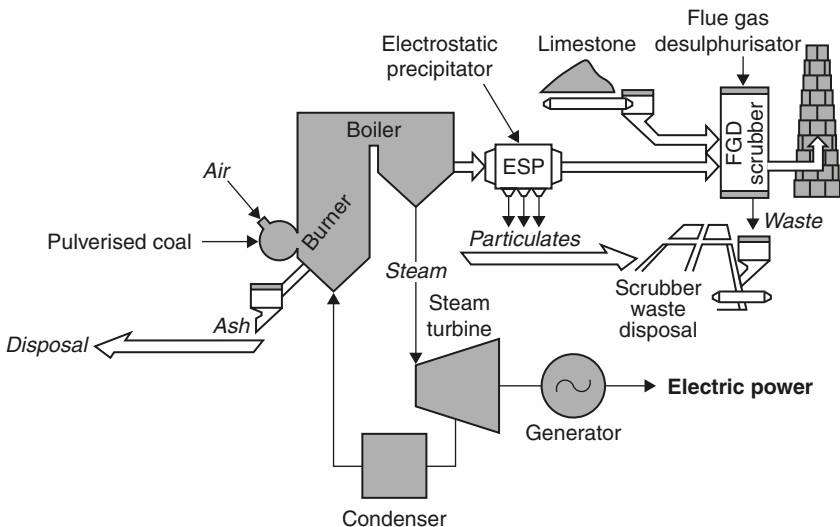 Electrostatic
precipitator
Limestone
Flue gas
desulphurisator
Boiler
ESP
FGD
scrubber
Air
Pulverised coal
Burner
Waste
Particulates
Steam
Scrubber
waste
disposal
Ash
Disposal
Steam
turbine
Electric power
Generator
Condenser